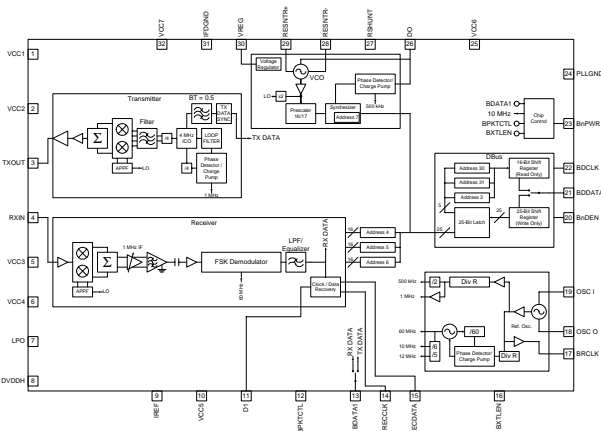 VCC7
IFDGND
VREG
RESNTR+
RESNTR-
RSHUNT
DO
VCC6
32
31
30
29
28
27
26
25
VCC1
1
VCC2
2
TXOUT
3
RXIN
4
VCC3
5
VCC4
6
LPO
7
DVDDH
8
24
PLLGND
23
BnPWR
22
BDCLK
21
BDDATA
20
BnDEN
19
OSC I
18
OSC O
17
BRCLK
Voltage
Regulator
VCO
LO
x2
Prescaler
16/17
Synthesizer
Address 7
Phase Detector/
Charge Pump
500 kHz
BDATA1
10 MHz
BPKTCTL
BXTLEN
Chip
Control
Transmitter
BT = 0.5
Filter
TX
DATA
SYNC
TX DATA
Σ
APPF
LO
/4
4 MHz
ICO
LOOP
FILTER
/4
Phase
Detector /
Charge
Pump
1 MHz
DBus
Address 30
Address 31
Address 3
5
25-Bit Latch
25
25
16-Bit Shift
Register
(Read Only)
25-Bit Shift
Register
(Write Only)
Receiver
1 MHz IF
Σ
APPF
LO
FSK Demodulator
60 MHz
LPF/
Equalizer
RX DATA
Clock / Data
Recovery
16
Address 4
16
Address 5
16
Address 6
500 kHz
/2
Div R
1 MHz
Ref. Osc.
60 MHz
/60
10 MHz
/6
12 MHz
/5
Phase Detector/
Charge Pump
Div R
RX DATA
TX DATA
9
10
11
12
13
14
15
16
IREF
VCC5
D1
BDATA1
RECCLK
BXTLEN